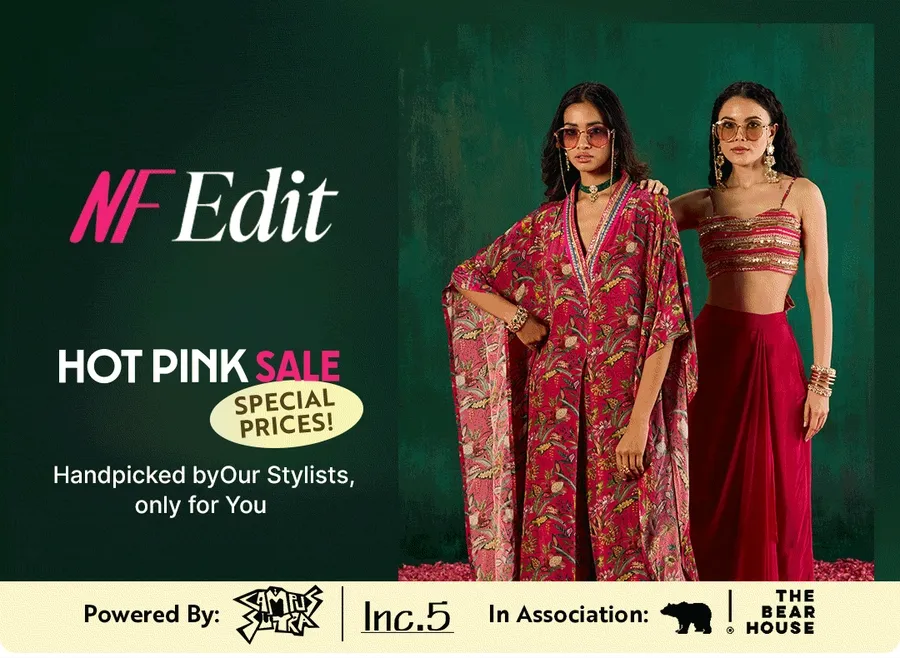 NF Edit
HOT PINK SALE
SPECIAL
PRICES!
Handpicked byOur Stylists,
only for You
Powered By: CAMPUS SUTRA | Inc.5 In Association: | THE BEAR HOUSE